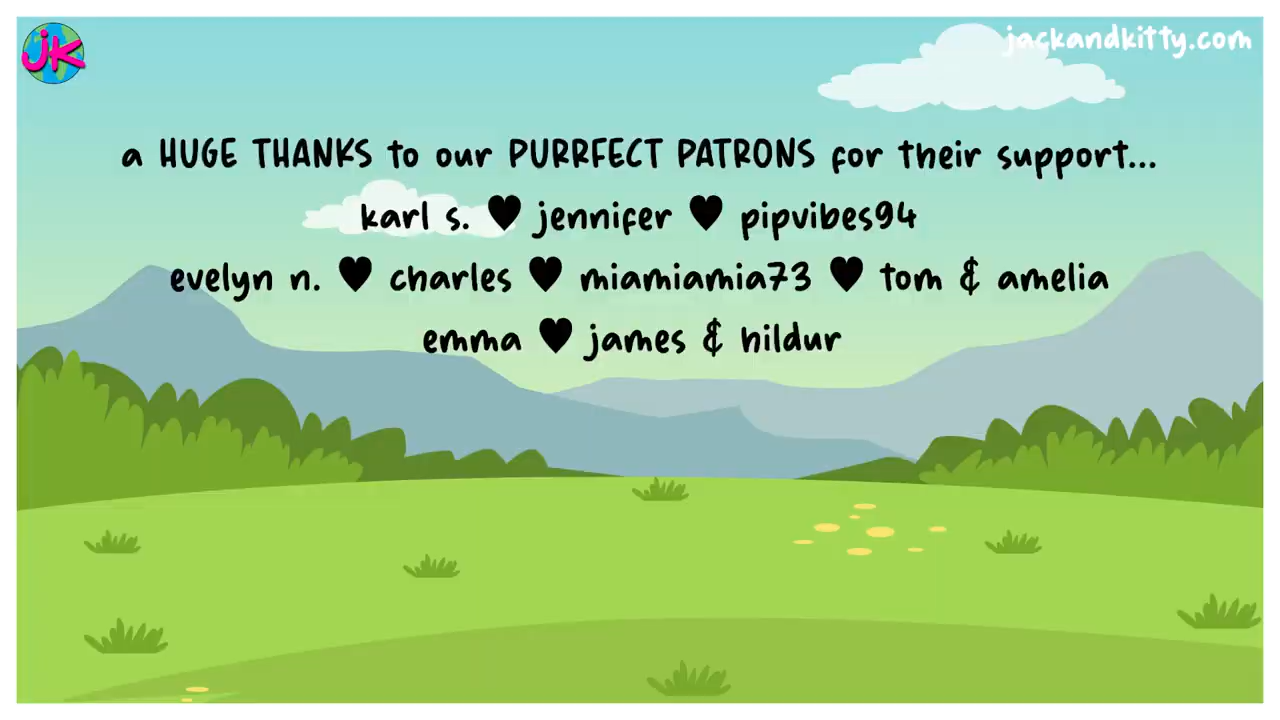 jk
jackandkitty.com
a HUGE THANKS to our PURRFECT PATRONS for their support...
karl s. ♥ jennifer ♥ pipvibes94
evelyn n. ♥ charles ♥ miamiamia73 ♥ tom & amelia
emma ♥ james & hildur